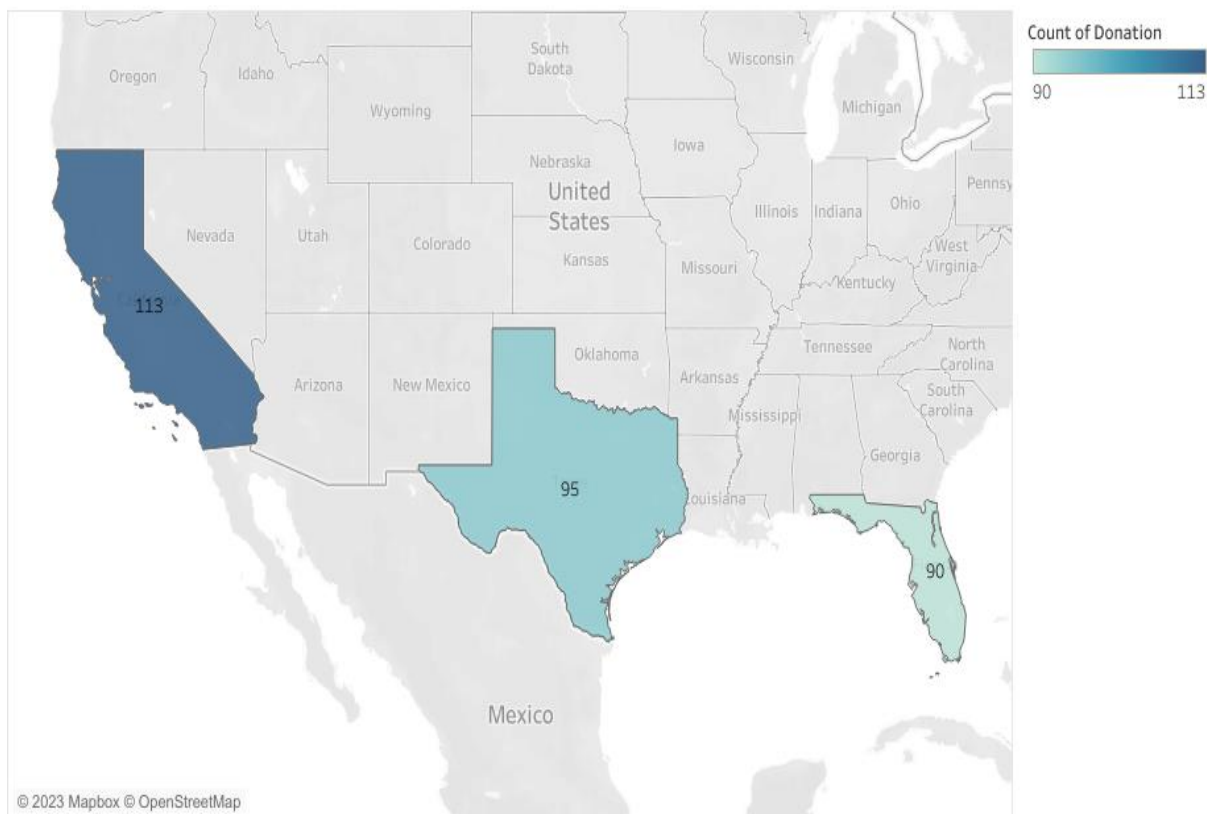 Count of Donation
90
113
South
Dakota
Wisconsin
Oregon
Idaho
Michigan
Wyoming
Iowa
Nebraska
United
States
Pennsy
Illinois
Indiana
Ohio
Nevada
Utah
Colorado
Kansas
Missouri
West
Virginia
Kentucky
113
Tennessee
North
Carolina
Oklahoma
Arkansas
Arizona
New Mexico
South
Carolina
Mississippi
Georgia
95
Louisiana
90
Mexico
© 2023 Mapbox © OpenStreetMap